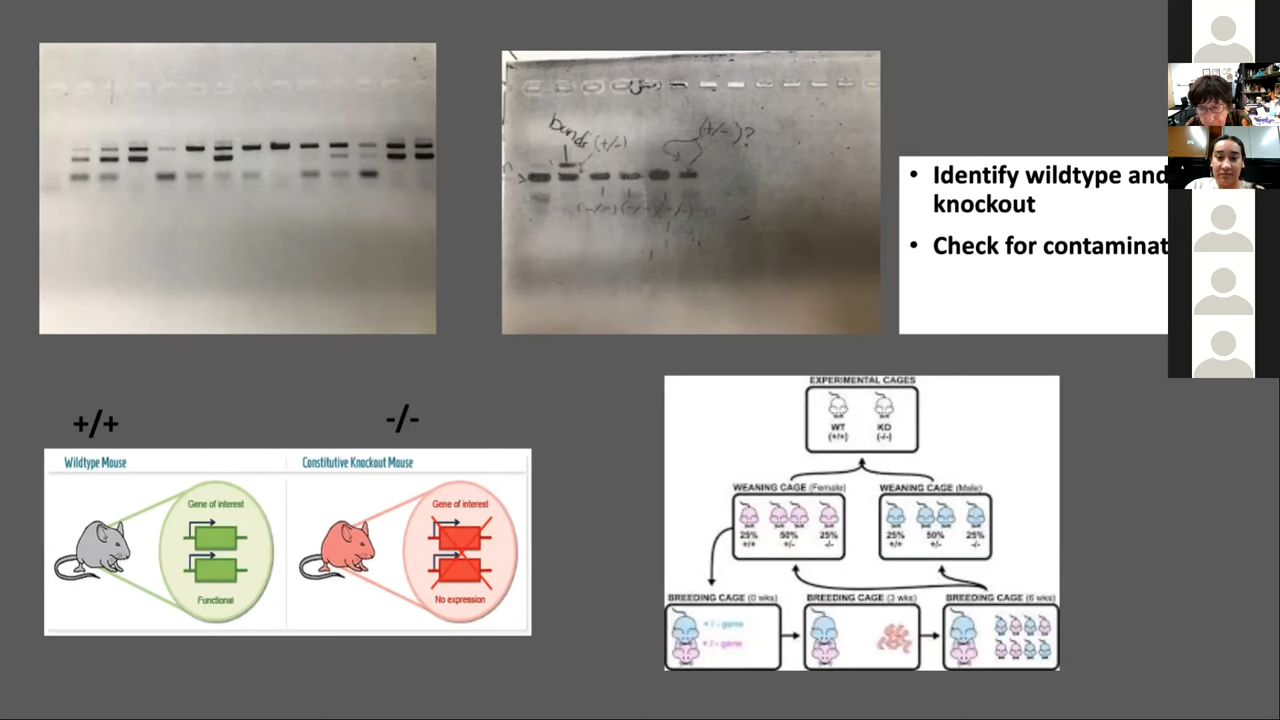 bands (+/-)
(+/-)?
(-/-) (-/-) (-/-)
• Identify wildtype and
knockout
• Check for contaminat
+/+
-/-
Wildtype Mouse
Constitutive Knockout Mouse
Gene of interest
Gene of interest
Functional
No expression
EXPERIMENTAL CAGES
WT
KO
(+/+)
(-/-)
WEANING CAGE (Female)
WEANING CAGE (Male)
25%
50%
25%
25%
50%
25%
+/+
+/-
-/-
+/+
+/-
-/-
BREEDING CAGE (0 wks)
BREEDING CAGE (3 wks)
BREEDING CAGE (6 wks)
+/- gene
+/- gene